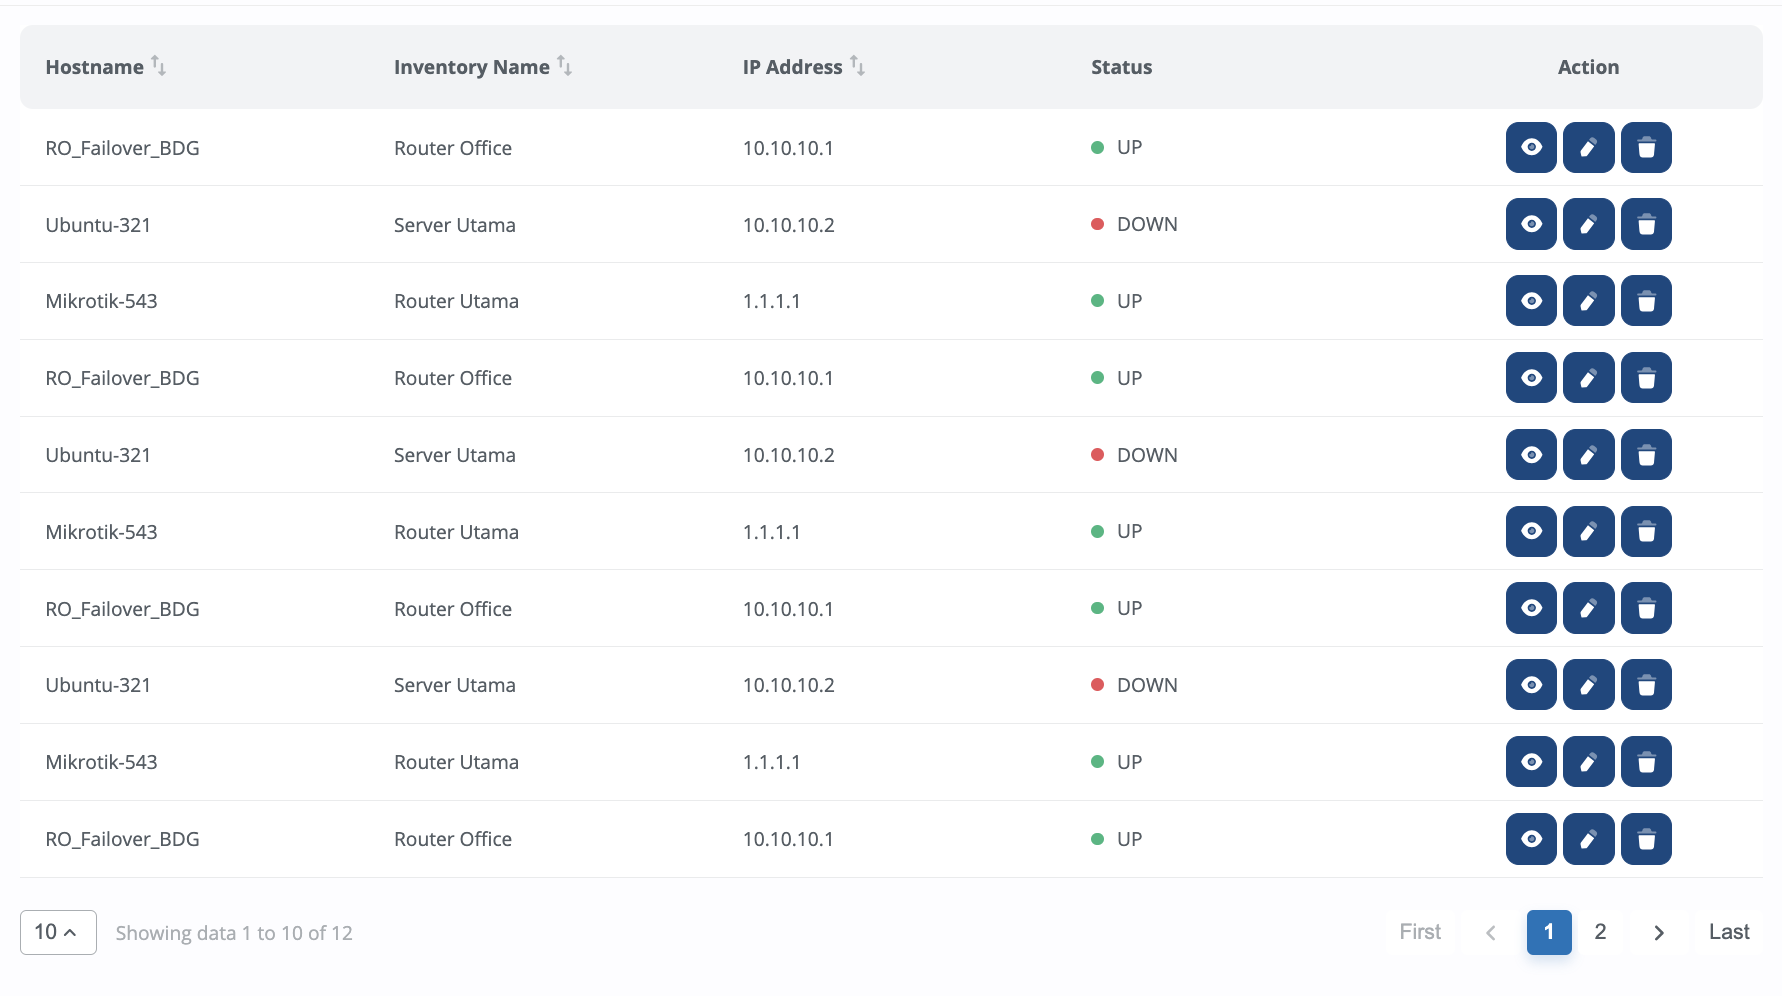 Hostname Inventory Name IP Address Status Action
RO_Failover_BDG Router Office 10.10.10.1 UP
Ubuntu-321 Server Utama 10.10.10.2 DOWN
Mikrotik-543 Router Utama 1.1.1.1 UP
RO_Failover_BDG Router Office 10.10.10.1 UP
Ubuntu-321 Server Utama 10.10.10.2 DOWN
Mikrotik-543 Router Utama 1.1.1.1 UP
RO_Failover_BDG Router Office 10.10.10.1 UP
Ubuntu-321 Server Utama 10.10.10.2 DOWN
Mikrotik-543 Router Utama 1.1.1.1 UP
RO_Failover_BDG Router Office 10.10.10.1 UP
10 Showing data 1 to 10 of 12 First 1 2 Last